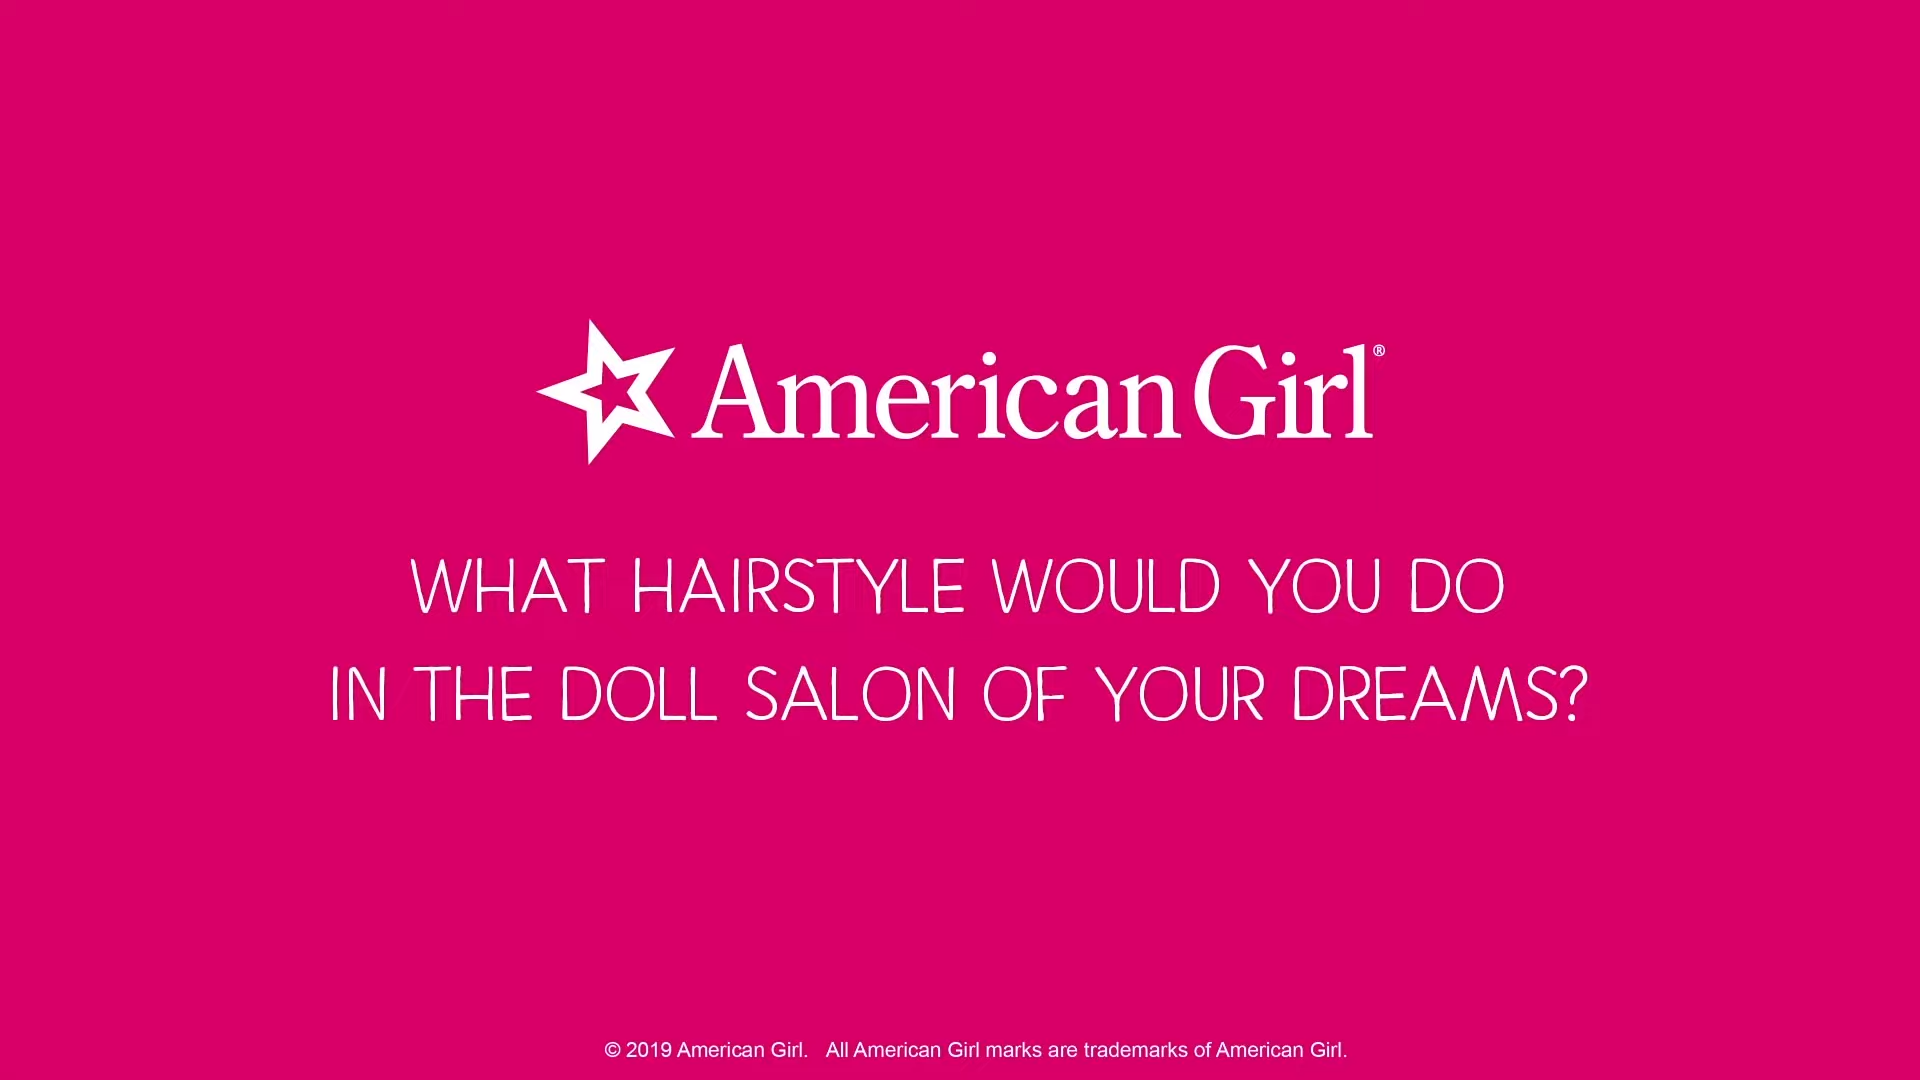 American Girl®
WHAT HAIRSTYLE WOULD YOU DO
IN THE DOLL SALON OF YOUR DREAMS?
© 2019 American Girl. All American Girl marks are trademarks of American Girl.